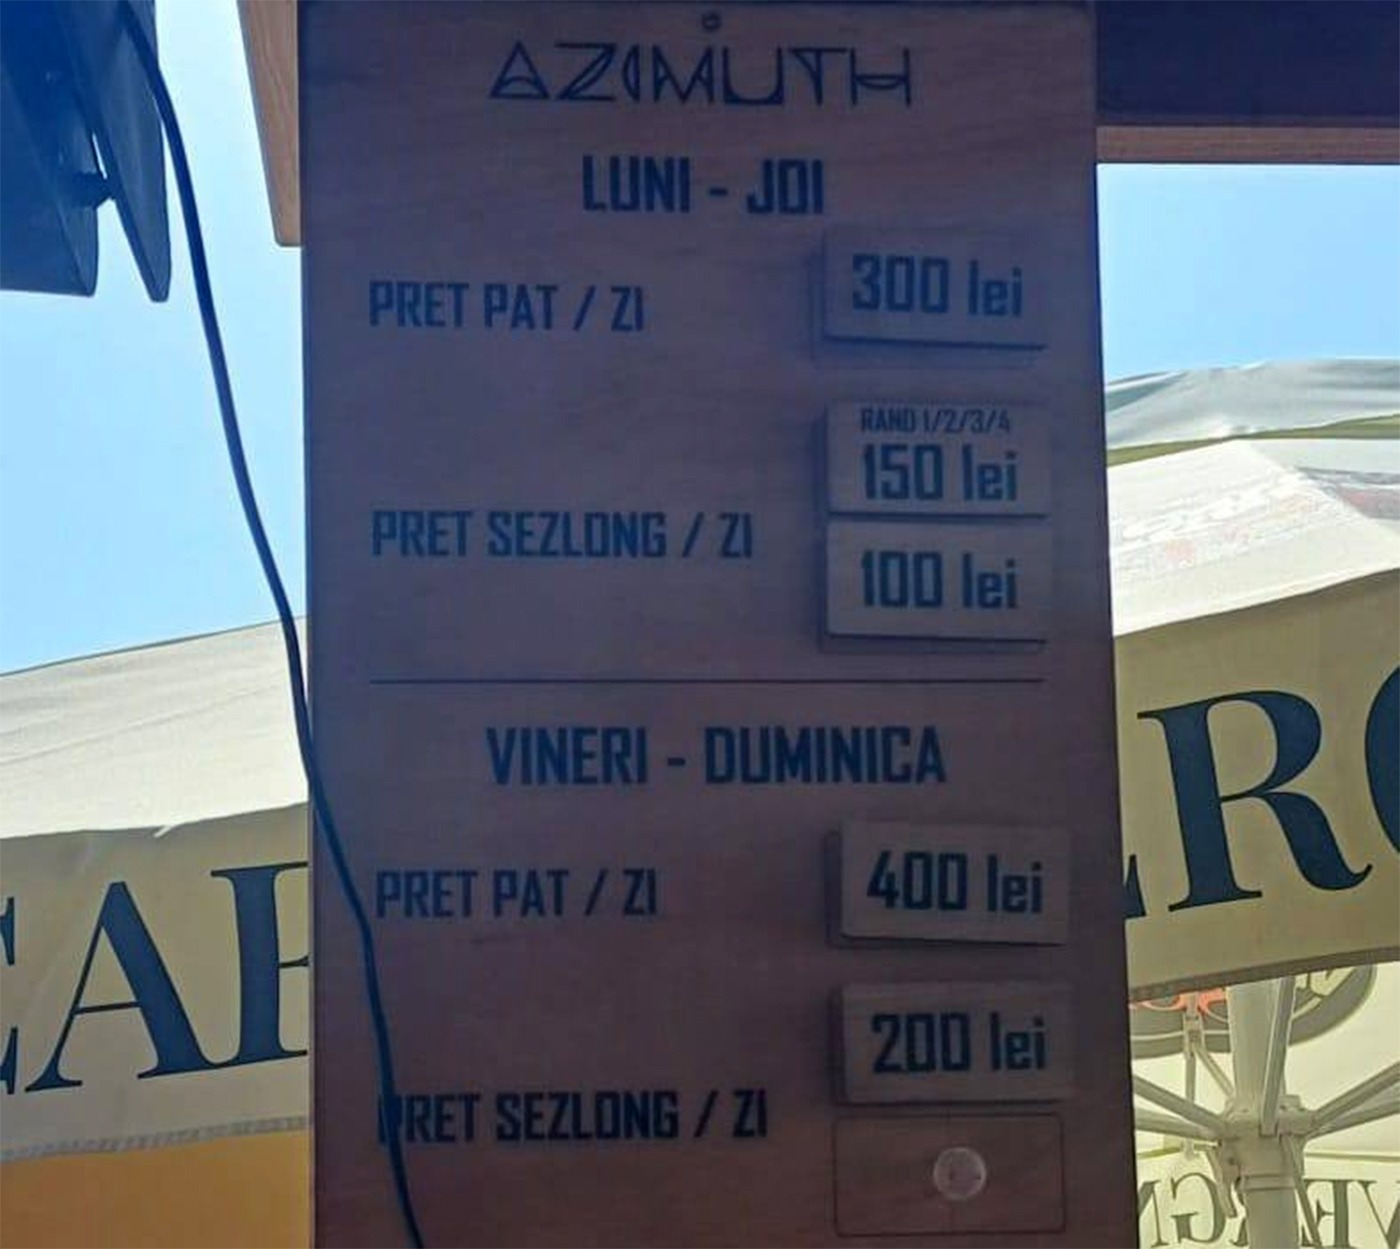 AZIMUTH
LUNI - JOI
PRET PAT / ZI
300 lei
RAND 1/2/3/4
150 lei
PRET SEZLONG / ZI
100 lei
VINERI - DUMINICA
PRET PAT / ZI
400 lei
200 lei
PRET SEZLONG / ZI